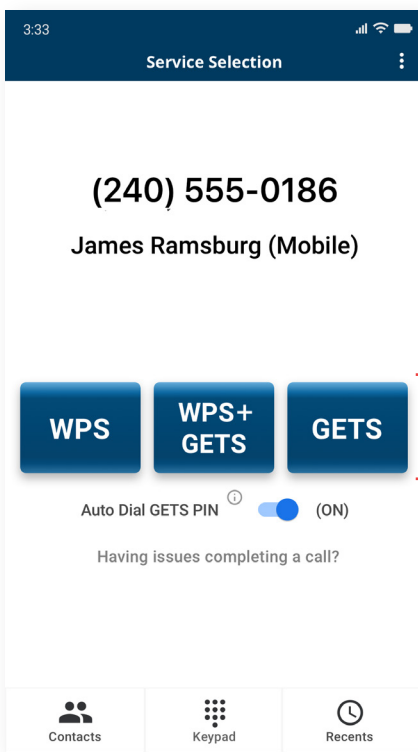 3:33
Service Selection
(240) 555-0186
James Ramsburg (Mobile)
WPS
WPS+
GETS
GETS
Auto Dial GETS PIN (ON)
Having issues completing a call?
Contacts
Keypad
Recents